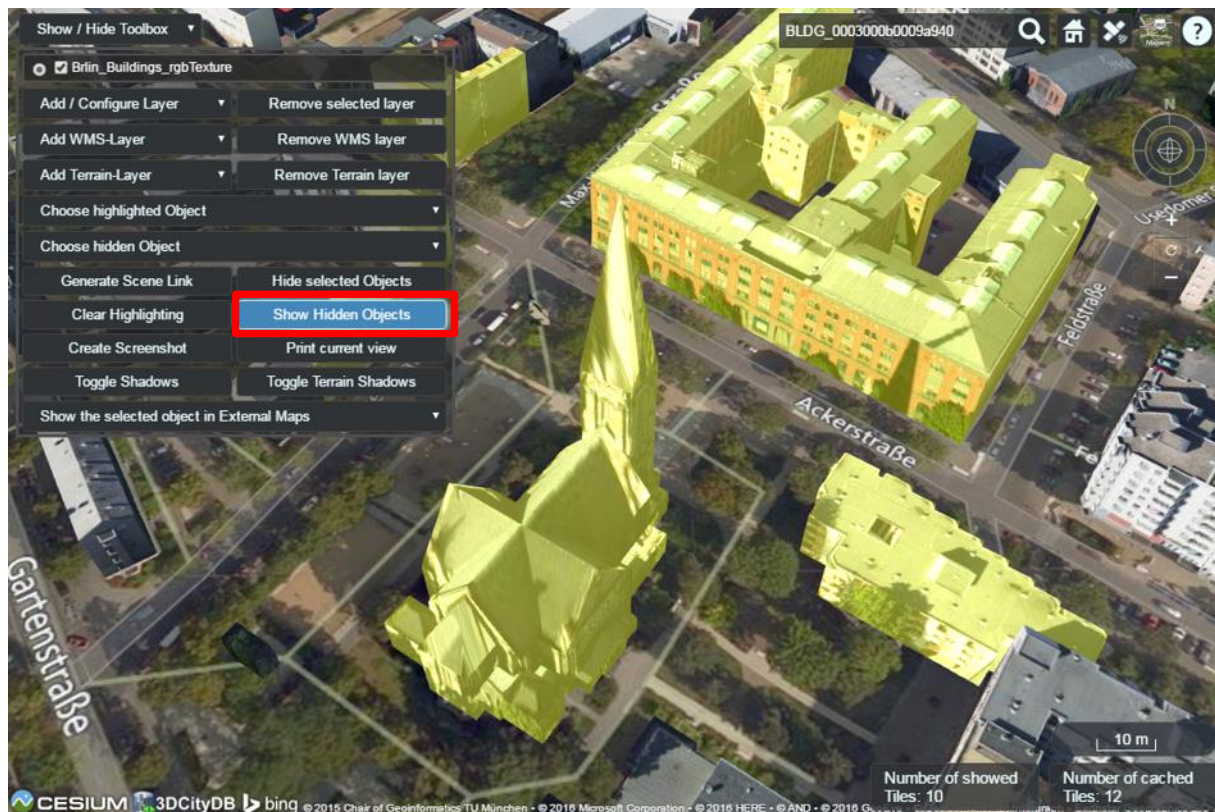 Show / Hide Toolbox
BLDG_0003000b0009a940
Brlin_Buildings_rgbTexture
Add / Configure Layer
Remove selected layer
Add WMS-Layer
Remove WMS layer
Add Terrain-Layer
Remove Terrain layer
Choose highlighted Object
Choose hidden Object
Generate Scene Link
Hide selected Objects
Clear Highlighting
Show Hidden Objects
Create Screenshot
Print current view
Toggle Shadows
Toggle Terrain Shadows
Show the selected object in External Maps
N
Feldstraße
Ackerstraße
Gartenstraße
10 m
Number of showed
Tiles: 10
Number of cached
Tiles: 12
CESIUM 3DCityDB bing © 2015 Chair of Geoinformatics TU München • © 2016 Microsoft Corporation • © 2016 HERE • © AND • © 2016